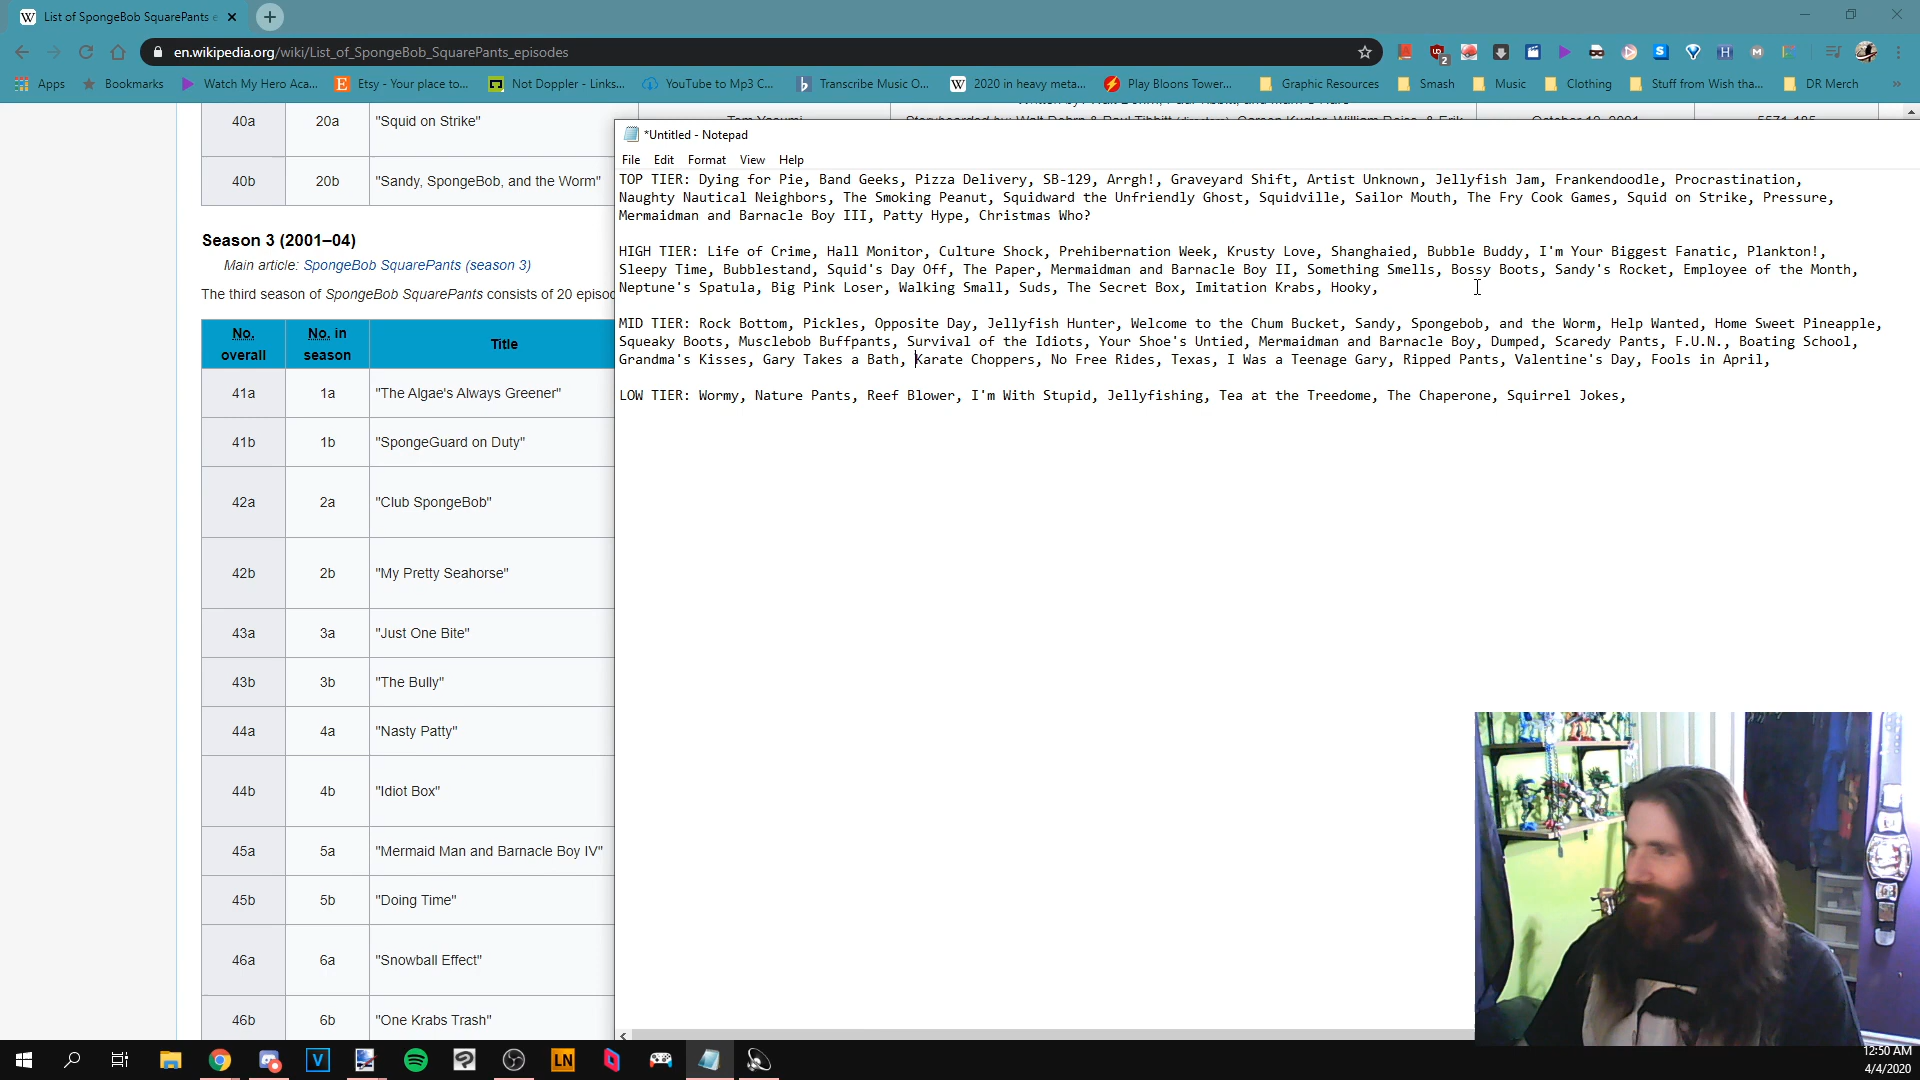 List of SpongeBob SquarePants e
en.wikipedia.org/wiki/List_of_SpongeBob_SquarePants_episodes
2
Apps
Bookmarks
Watch My Hero Aca...
Etsy - Your place to...
Not Doppler - Links...
YouTube to Mp3 C...
Transcribe Music O...
2020 in heavy meta...
Play Bloons Tower...
Graphic Resources
Smash
Music
Clothing
Stuff from Wish tha...
DR Merch
40a 20a "Squid on Strike"
40b 20b "Sandy, SpongeBob, and the Worm"
Season 3 (2001–04)
Main article: SpongeBob SquarePants (season 3)
The third season of SpongeBob SquarePants consists of 20 episo
No. overall No. in season Title
41a 1a "The Algae's Always Greener"
41b 1b "SpongeGuard on Duty"
42a 2a "Club SpongeBob"
42b 2b "My Pretty Seahorse"
43a 3a "Just One Bite"
43b 3b "The Bully"
44a 4a "Nasty Patty"
44b 4b "Idiot Box"
45a 5a "Mermaid Man and Barnacle Boy IV"
45b 5b "Doing Time"
46a 6a "Snowball Effect"
46b 6b "One Krabs Trash"
*Untitled - Notepad
File Edit Format View Help
TOP TIER: Dying for Pie, Band Geeks, Pizza Delivery, SB-129, Arrgh!, Graveyard Shift, Artist Unknown, Jellyfish Jam, Frankendoodle, Procrastination,
Naughty Nautical Neighbors, The Smoking Peanut, Squidward the Unfriendly Ghost, Squidville, Sailor Mouth, The Fry Cook Games, Squid on Strike, Pressure,
Mermaidman and Barnacle Boy III, Patty Hype, Christmas Who?
HIGH TIER: Life of Crime, Hall Monitor, Culture Shock, Prehibernation Week, Krusty Love, Shanghaied, Bubble Buddy, I'm Your Biggest Fanatic, Plankton!,
Sleepy Time, Bubblestand, Squid's Day Off, The Paper, Mermaidman and Barnacle Boy II, Something Smells, Bossy Boots, Sandy's Rocket, Employee of the Month,
Neptune's Spatula, Big Pink Loser, Walking Small, Suds, The Secret Box, Imitation Krabs, Hooky,
MID TIER: Rock Bottom, Pickles, Opposite Day, Jellyfish Hunter, Welcome to the Chum Bucket, Sandy, Spongebob, and the Worm, Help Wanted, Home Sweet Pineapple,
Squeaky Boots, Musclebob Buffpants, Survival of the Idiots, Your Shoe's Untied, Mermaidman and Barnacle Boy, Dumped, Scaredy Pants, F.U.N., Boating School,
Grandma's Kisses, Gary Takes a Bath, Karate Choppers, No Free Rides, Texas, I Was a Teenage Gary, Ripped Pants, Valentine's Day, Fools in April,
LOW TIER: Wormy, Nature Pants, Reef Blower, I'm With Stupid, Jellyfishing, Tea at the Treedome, The Chaperone, Squirrel Jokes,
LN
12:50 AM
4/4/2020